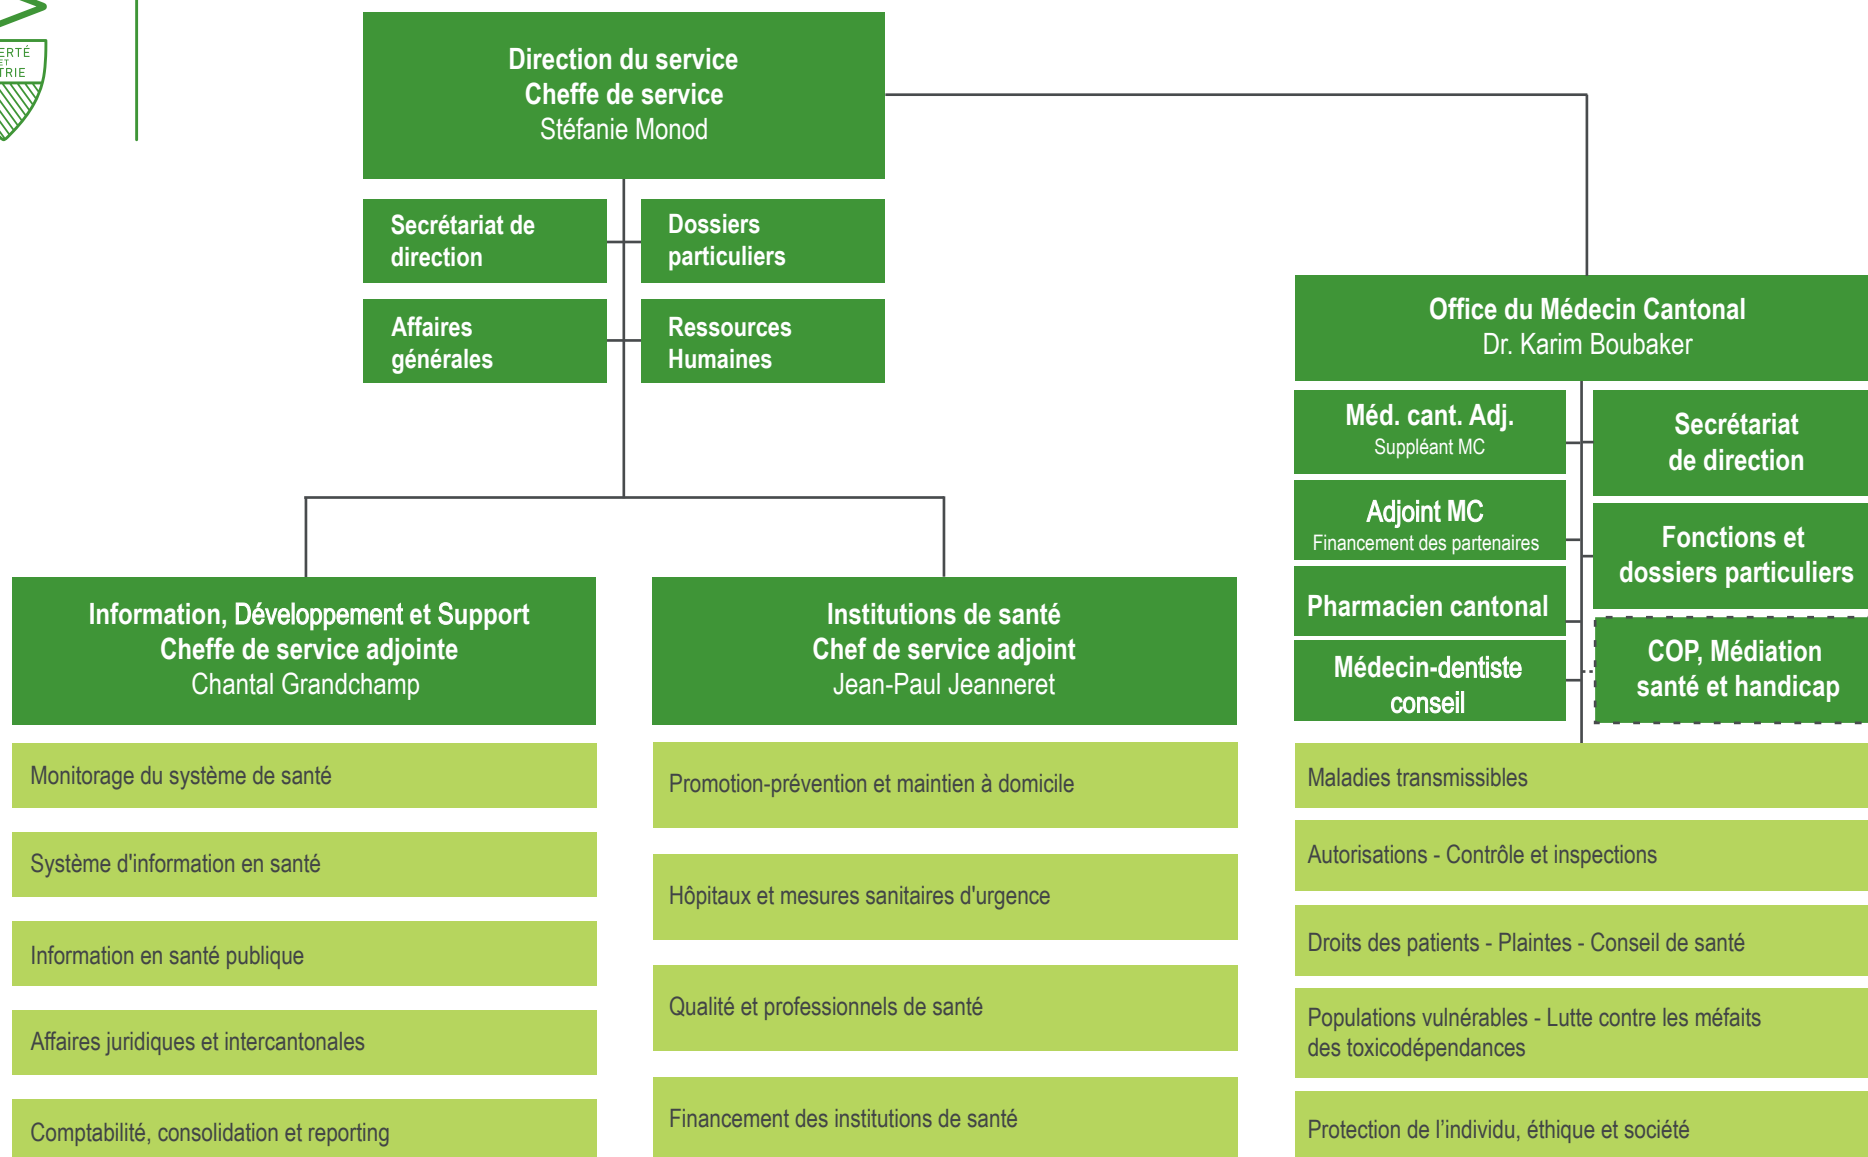 ERTÉ
ET
TRIE
Direction du service
Cheffe de service
Stéfanie Monod
Secrétariat de
direction
Dossiers
particuliers
Affaires
générales
Ressources
Humaines
Office du Médecin Cantonal
Dr. Karim Boubaker
Méd. cant. Adj.
Suppléant MC
Secrétariat
de direction
Adjoint MC
Financement des partenaires
Fonctions et
dossiers particuliers
Pharmacien cantonal
Médecin-dentiste
conseil
COP, Médiation
santé et handicap
Information, Développement et Support
Cheffe de service adjointe
Chantal Grandchamp
Monitorage du système de santé
Système d'information en santé
Information en santé publique
Affaires juridiques et intercantonales
Comptabilité, consolidation et reporting
Institutions de santé
Chef de service adjoint
Jean-Paul Jeanneret
Promotion-prévention et maintien à domicile
Hôpitaux et mesures sanitaires d'urgence
Qualité et professionnels de santé
Financement des institutions de santé
Maladies transmissibles
Autorisations - Contrôle et inspections
Droits des patients - Plaintes - Conseil de santé
Populations vulnérables - Lutte contre les méfaits
des toxicodépendances
Protection de l’individu, éthique et société